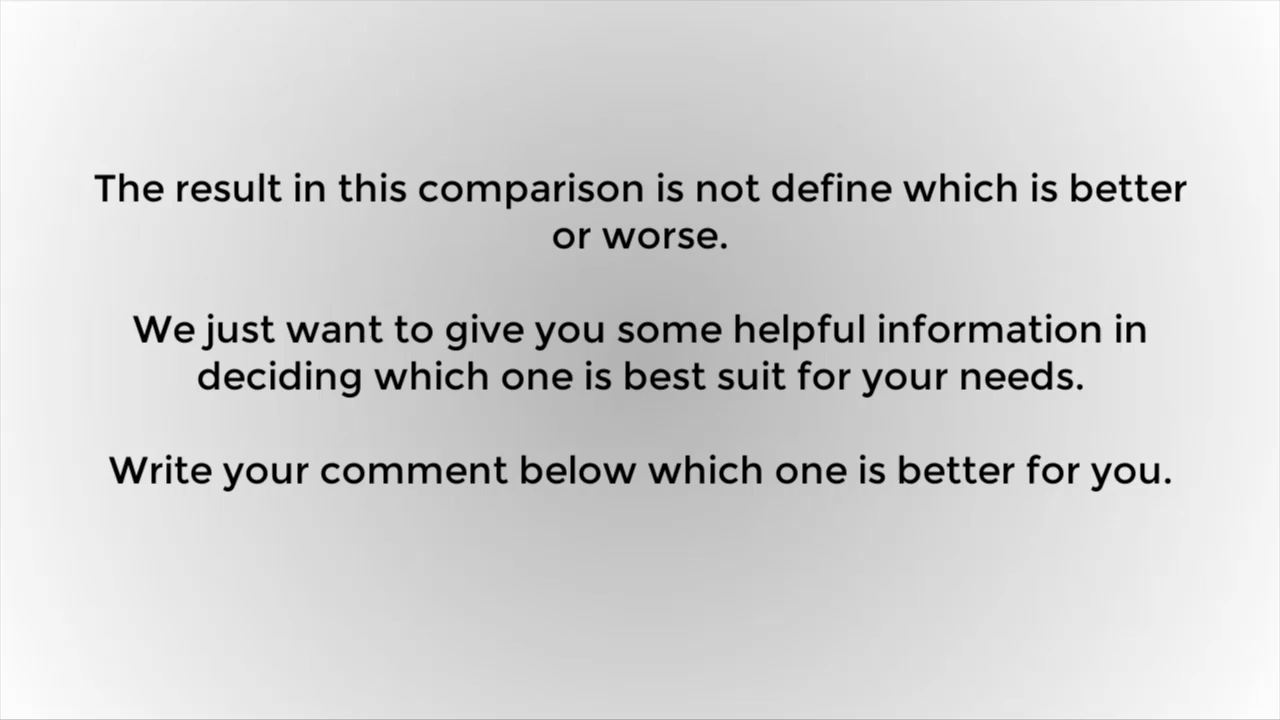 The result in this comparison is not define which is better
or worse.
We just want to give you some helpful information in
deciding which one is best suit for your needs.
Write your comment below which one is better for you.